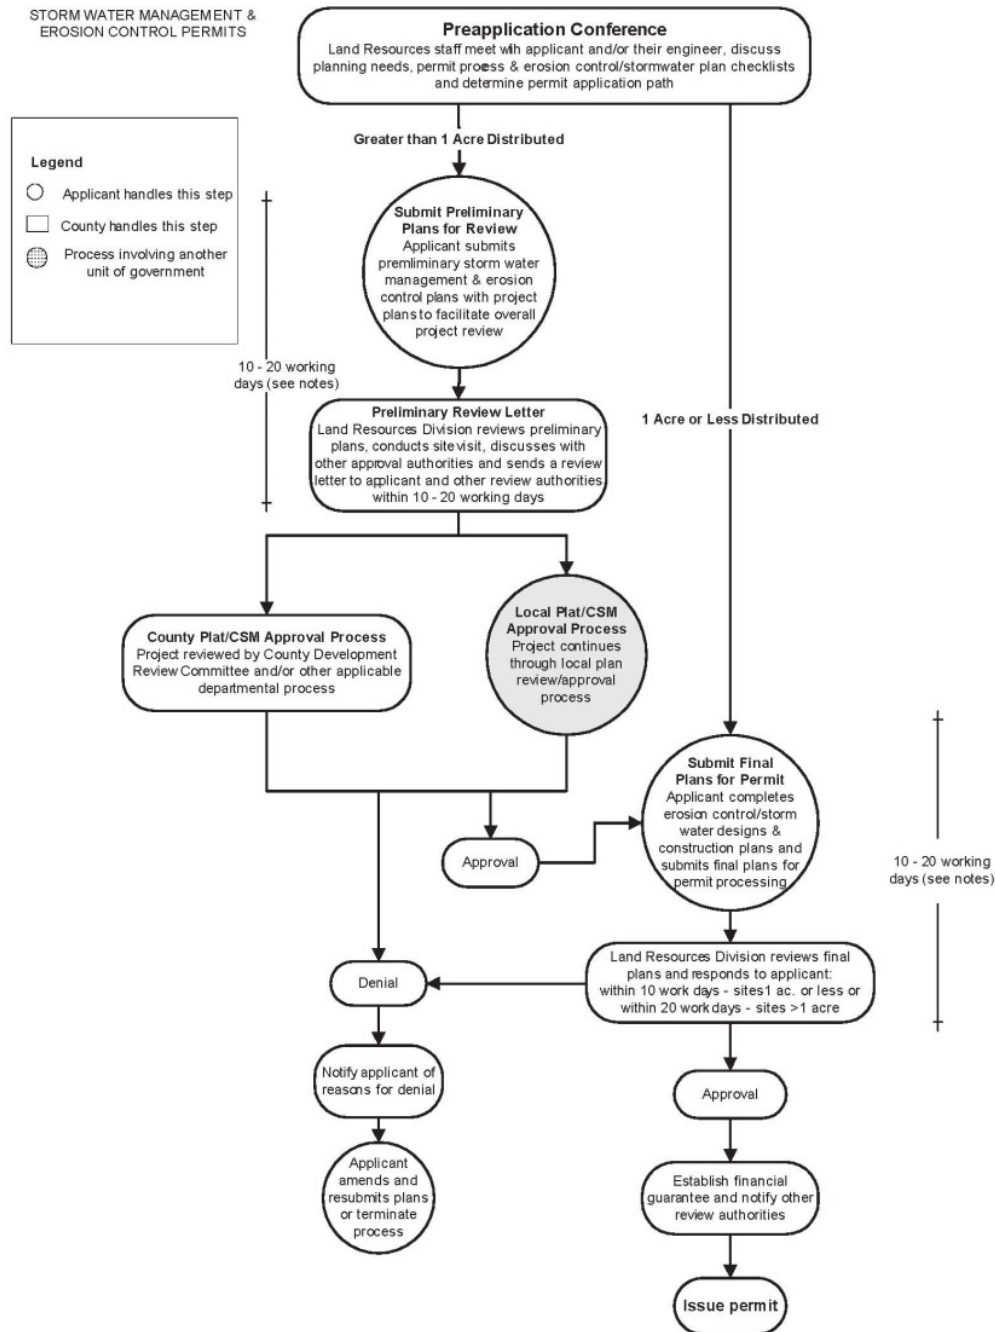 STORM WATER MANAGEMENT &
EROSION CONTROL PERMITS
Preapplication Conference
Land Resources staff meet with applicant and/or their engineer, discuss
planning needs, permit process & erosion control/stormwater plan checklists
and determine permit application path
Greater than 1 Acre Distributed
Legend
Applicant handles this step
County handles this step
Process involving another
unit of government
Submit Preliminary
Plans for Review
Applicant submits
premliminary storm water
management & erosion
control plans with project
plans to facilitate overall
project review
10 - 20 working
days (see notes)
Preliminary Review Letter
Land Resources Division reviews preliminary
plans, conducts site visit, discusses with
other approval authorities and sends a review
letter to applicant and other review authorities
within 10 - 20 working days
1 Acre or Less Distributed
County Plat/CSM Approval Process
Project reviewed by County Development
Review Committee and/or other applicable
departmental process
Local Plat/CSM
Approval Process
Project continues
through local plan
review/approval
process
Submit Final
Plans for Permit
Applicant completes
erosion control/storm
water designs &
construction plans and
submits final plans for
permit processing
Approval
10 - 20 working
days (see notes)
Land Resources Division reviews final
plans and responds to applicant:
within 10 work days - sites 1 ac. or less or
within 20 work days - sites >1 acre
Denial
Notify applicant of
reasons for denial
Approval
Applicant
amends and
resubmits plans
or terminate
process
Establish financial
guarantee and notify other
review authorities
Issue permit